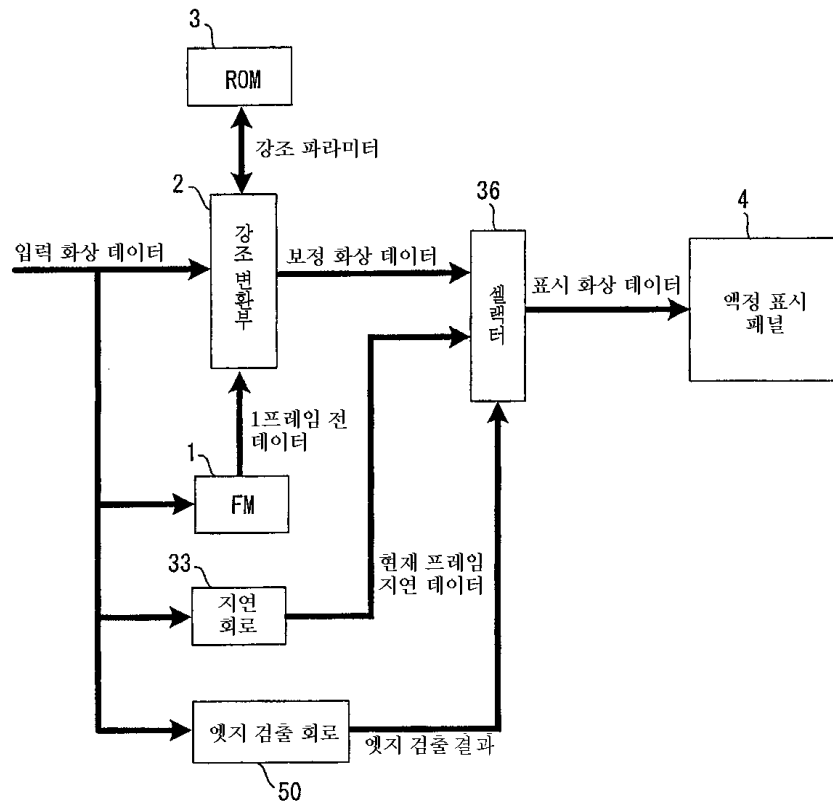 3
ROM
강조 파라미터
2
36
4
입력 화상 데이터
강조 변환부
보정 화상 데이터
셀랙터
표시 화상 데이터
액정 표시
패널
1프레임 전
데이터
1
FM
현재 프레임
지연 데이터
33
지연
회로
엣지 검출 회로
엣지 검출 결과
50